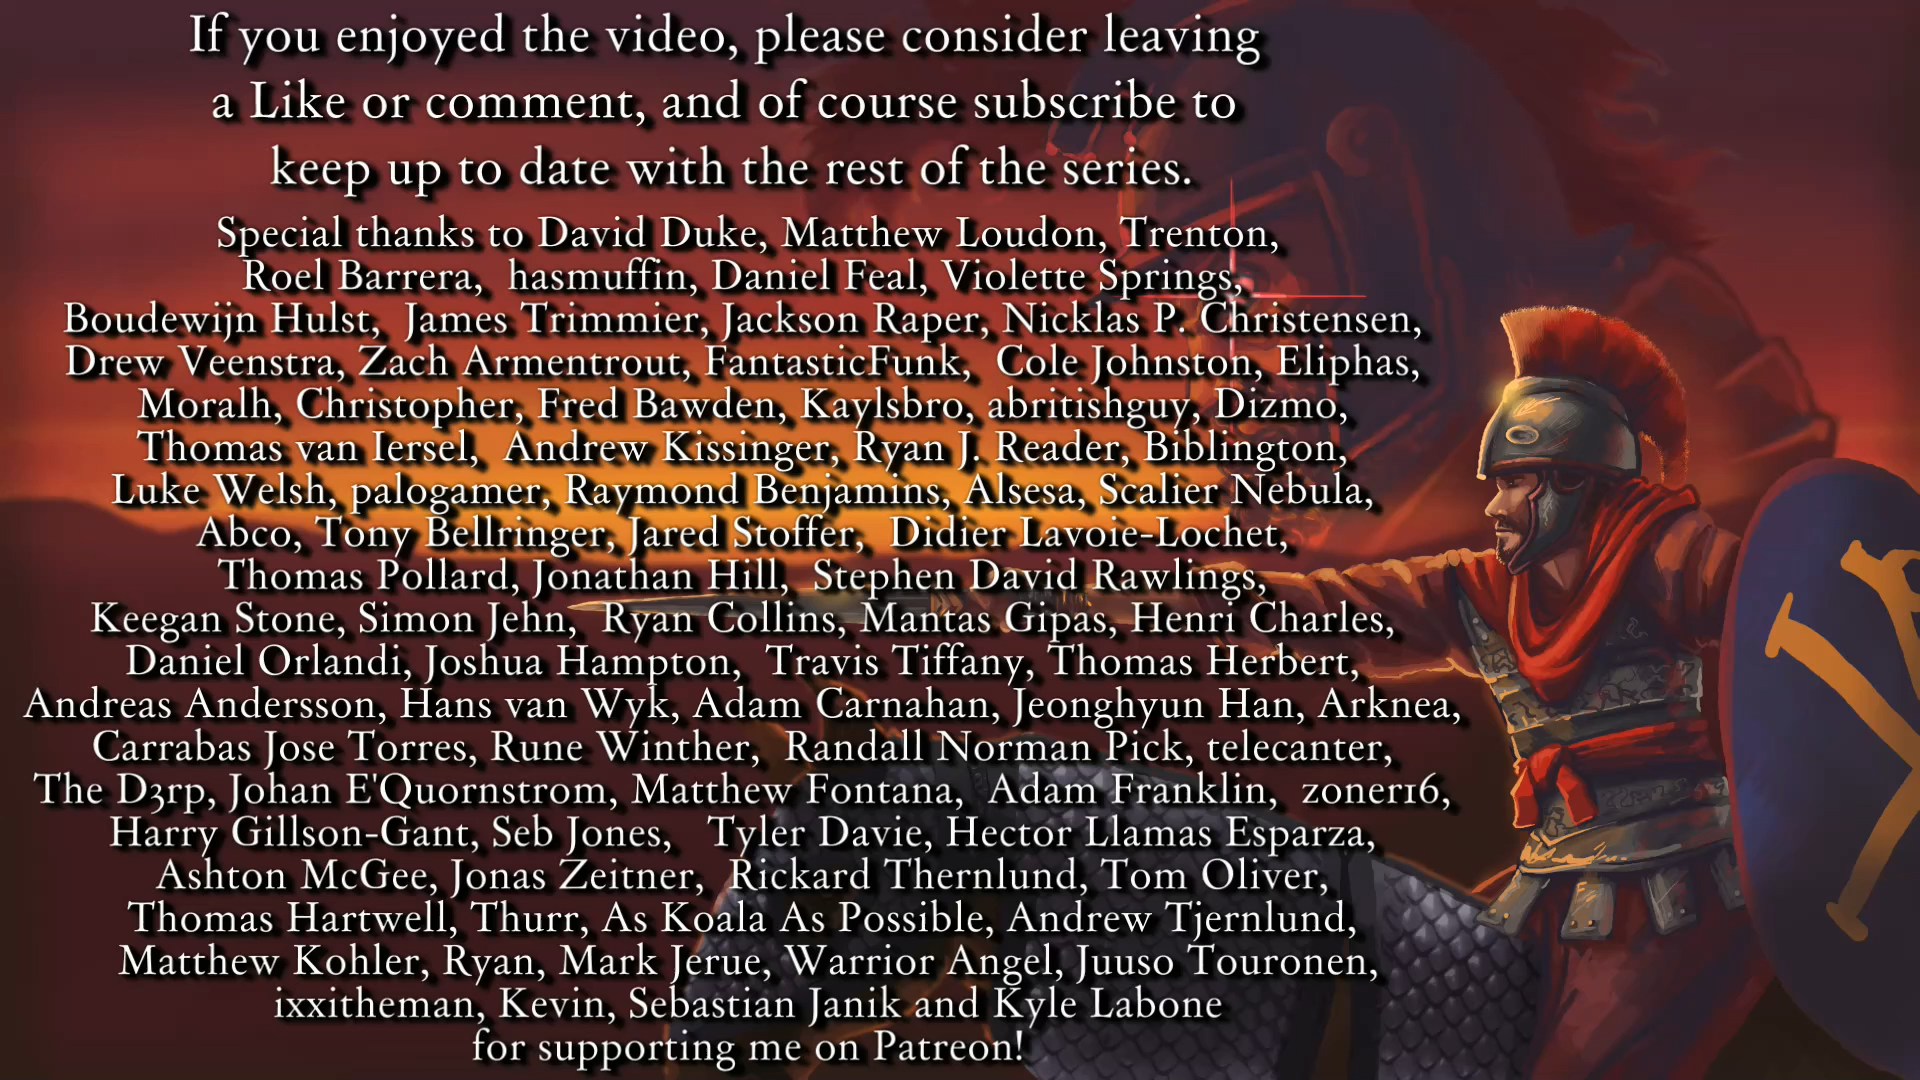 If you enjoyed the video, please consider leaving
a Like or comment, and of course subscribe to
keep up to date with the rest of the series.
Special thanks to David Duke, Matthew Loudon, Trenton,
Roel Barrera, hasmuffin, Daniel Feal, Violette Springs,
Boudewijn Hulst, James Trimmier, Jackson Raper, Nicklas P. Christensen,
Drew Veenstra, Zach Armentrout, FantasticFunk, Cole Johnston, Eliphas,
Moralh, Christopher, Fred Bawden, Kaylsbro, abritishguy, Dizmo,
Thomas van Iersel, Andrew Kissinger, Ryan J. Reader, Biblington,
Luke Welsh, palogamer, Raymond Benjamins, Alsesa, Scalier Nebula,
Abco, Tony Bellringer, Jared Stoffer, Didier Lavoie-Lochet,
Thomas Pollard, Jonathan Hill, Stephen David Rawlings,
Keegan Stone, Simon Jehn, Ryan Collins, Mantas Gipas, Henri Charles,
Daniel Orlandi, Joshua Hampton, Travis Tiffany, Thomas Herbert,
Andreas Andersson, Hans van Wyk, Adam Carnahan, Jeonghyun Han, Arknea,
Carrabas Jose Torres, Rune Winther, Randall Norman Pick, telecanter,
The D3rp, Johan E'Quornstrom, Matthew Fontana, Adam Franklin, zoner16,
Harry Gillson-Gant, Seb Jones, Tyler Davie, Hector Llamas Esparza,
Ashton McGee, Jonas Zeitner, Rickard Thernlund, Tom Oliver,
Thomas Hartwell, Thurr, As Koala As Possible, Andrew Tjernlund,
Matthew Kohler, Ryan, Mark Jerue, Warrior Angel, Juuso Touronen,
ixxitheman, Kevin, Sebastian Janik and Kyle Labone
for supporting me on Patreon!